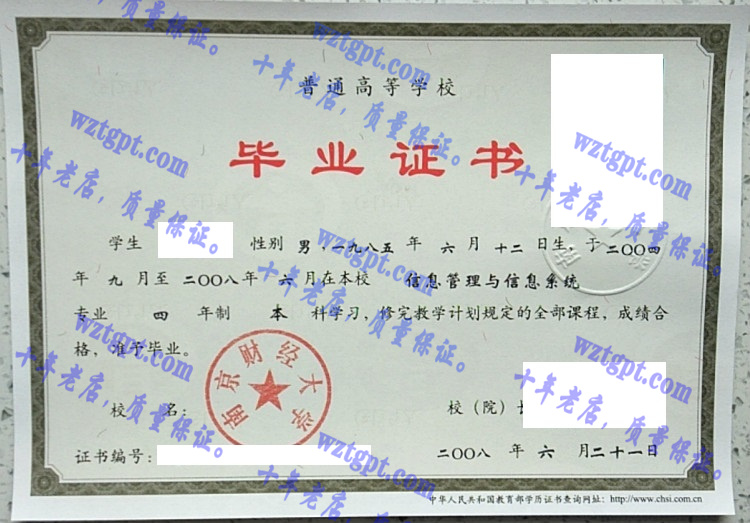 普通高等学校
毕业证书
学生 性别 男，一九八五 年 六 月 十二 日生，于 二〇〇四
年 九 月至 二〇〇八 年 六 月在本校 信息管理与信息系统
专业 四 年制 本 科学习，修完教学计划规定的全部课程，成绩合
格，准予毕业。
南京财经大学
校 名： 校（院）长
证书编号： 二〇〇八 年 六 月 二十一 日
中华人民共和国教育部学历证书查询网址：http://www.chsi.com.cn
wztgpt.com
十年老店，质量保证。